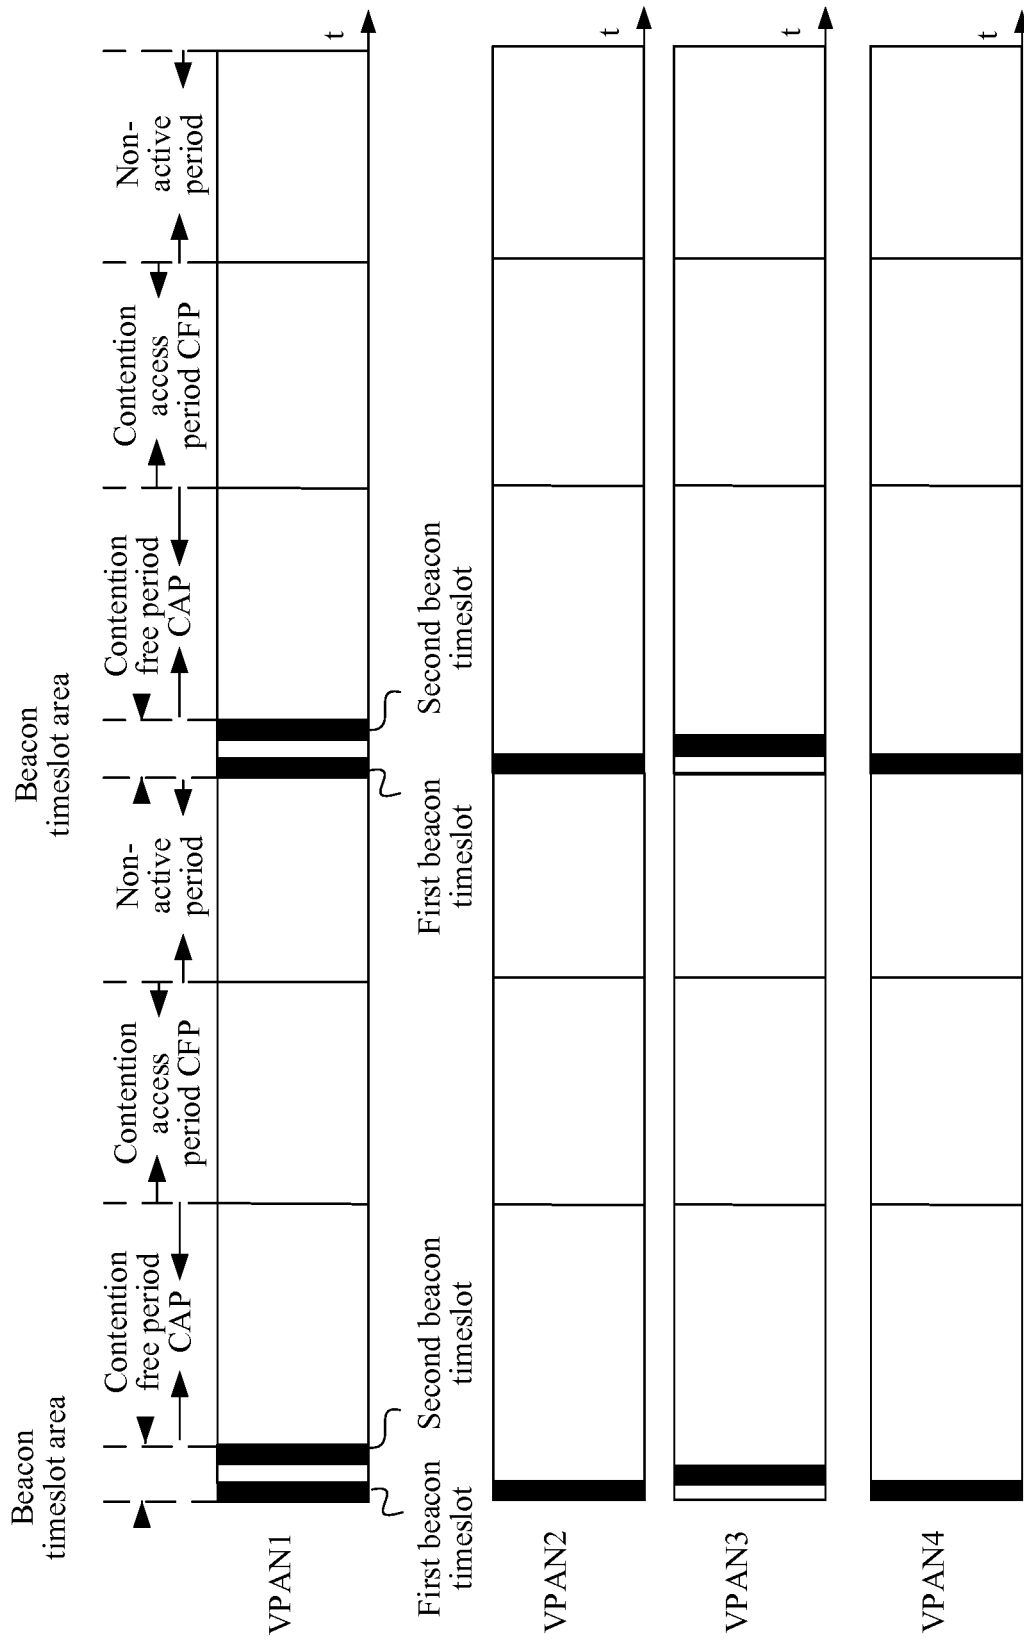 Beacon
timeslot area
Beacon
timeslot area
Contention
free period
CAP
Contention
access
period CFP
Non-
active
period
Contention
free period
CAP
Contention
access
period CFP
Non-
active
period
VPAN1
t
First beacon
timeslot
Second beacon
timeslot
First beacon
timeslot
Second beacon
timeslot
VPAN2
t
VPAN3
t
VPAN4
t